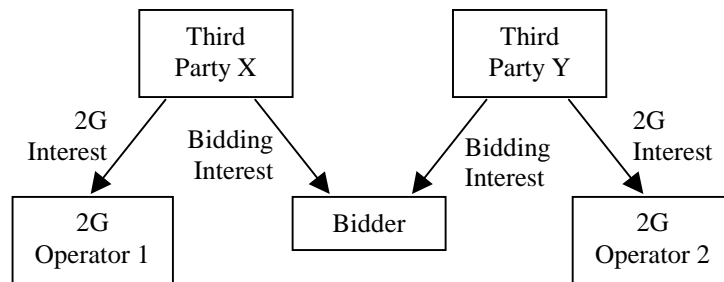 Third
Party X
Third
Party Y
2G
Interest
Bidding
Interest
Bidding
Interest
2G
Interest
2G
Operator 1
Bidder
2G
Operator 2